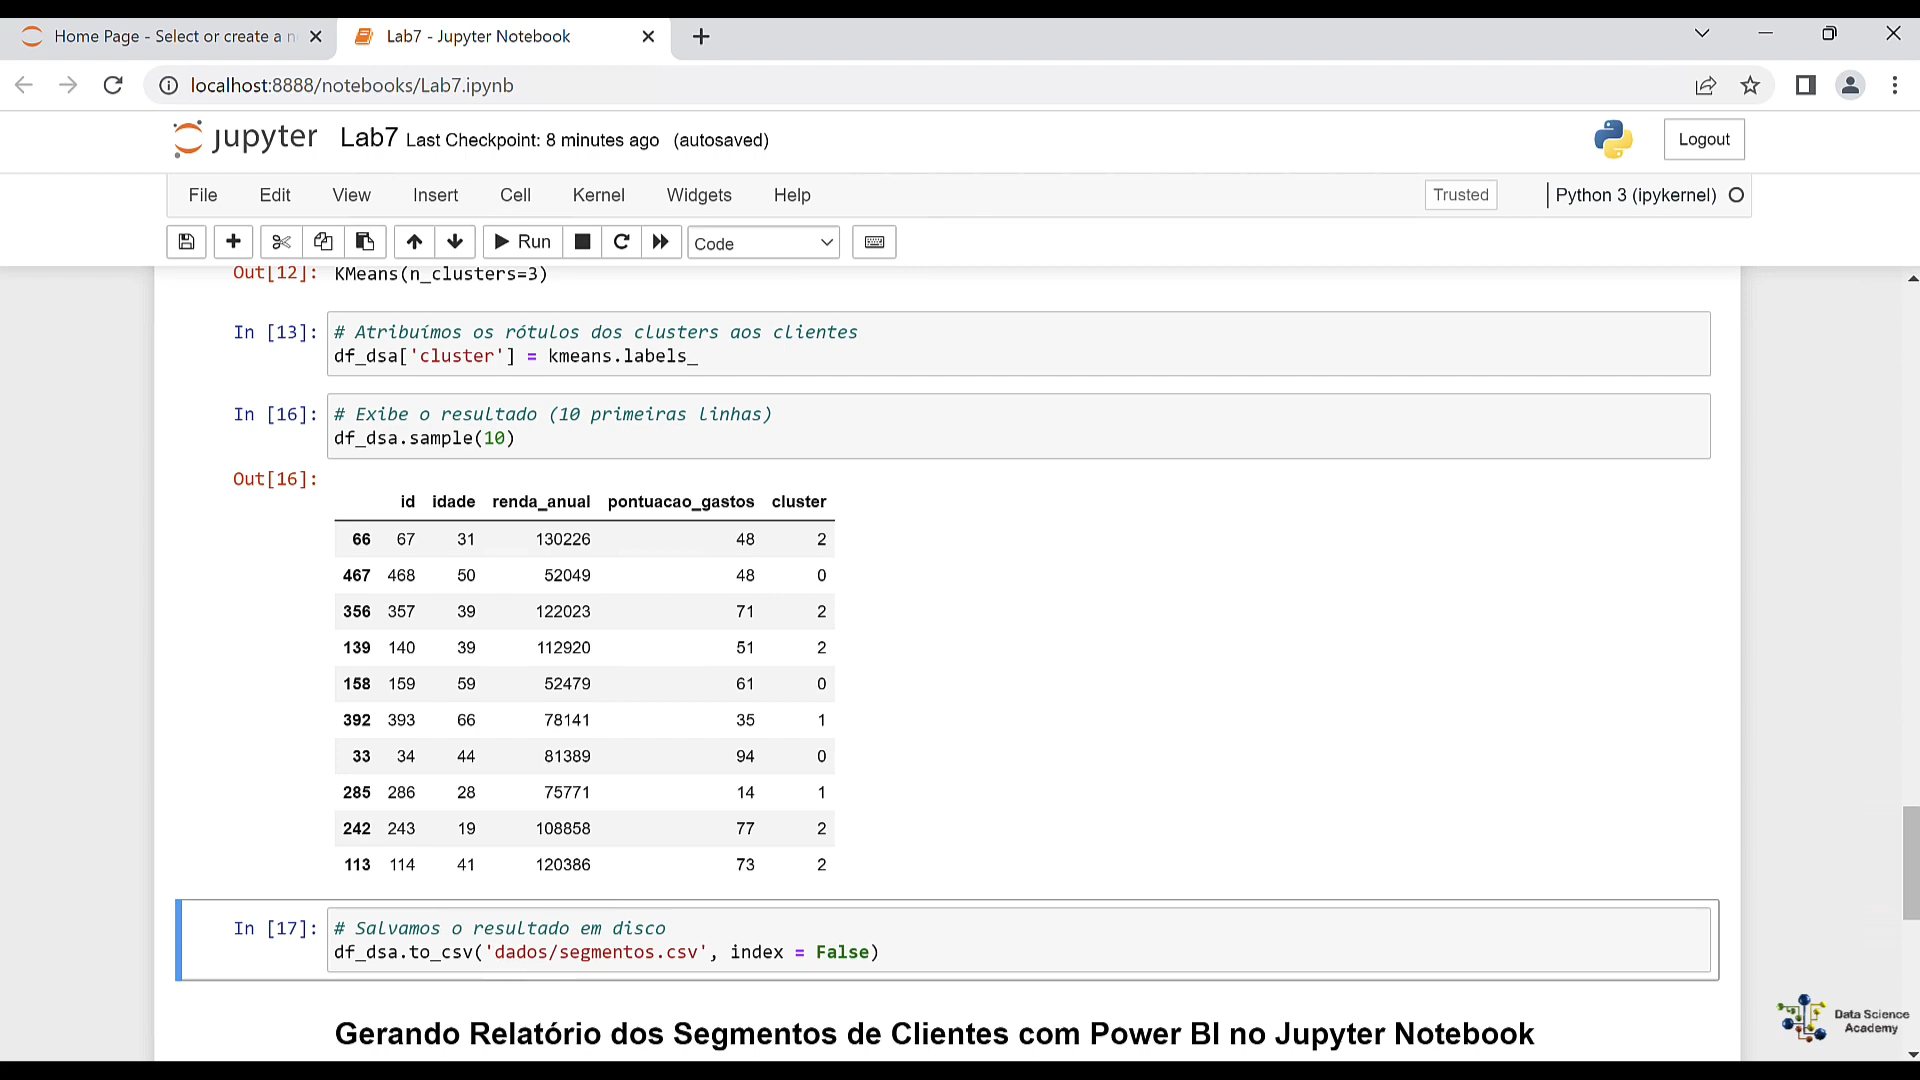 Home Page - Select or create a n
Lab7 - Jupyter Notebook
localhost:8888/notebooks/Lab7.ipynb
jupyter Lab7 Last Checkpoint: 8 minutes ago (autosaved)
Logout
File Edit View Insert Cell Kernel Widgets Help
Trusted
Python 3 (ipykernel)
Run
Code
Out[12]: KMeans(n_clusters=3)
In [13]: # Atribuímos os rótulos dos clusters aos clientes
df_dsa['cluster'] = kmeans.labels_
In [16]: # Exibe o resultado (10 primeiras linhas)
df_dsa.sample(10)
Out[16]:
id idade renda_anual pontuacao_gastos cluster
66 67 31 130226 48 2
467 468 50 52049 48 0
356 357 39 122023 71 2
139 140 39 112920 51 2
158 159 59 52479 61 0
392 393 66 78141 35 1
33 34 44 81389 94 0
285 286 28 75771 14 1
242 243 19 108858 77 2
113 114 41 120386 73 2
In [17]: # Salvamos o resultado em disco
df_dsa.to_csv('dados/segmentos.csv', index = False)
Gerando Relatório dos Segmentos de Clientes com Power BI no Jupyter Notebook
Data Science
Academy